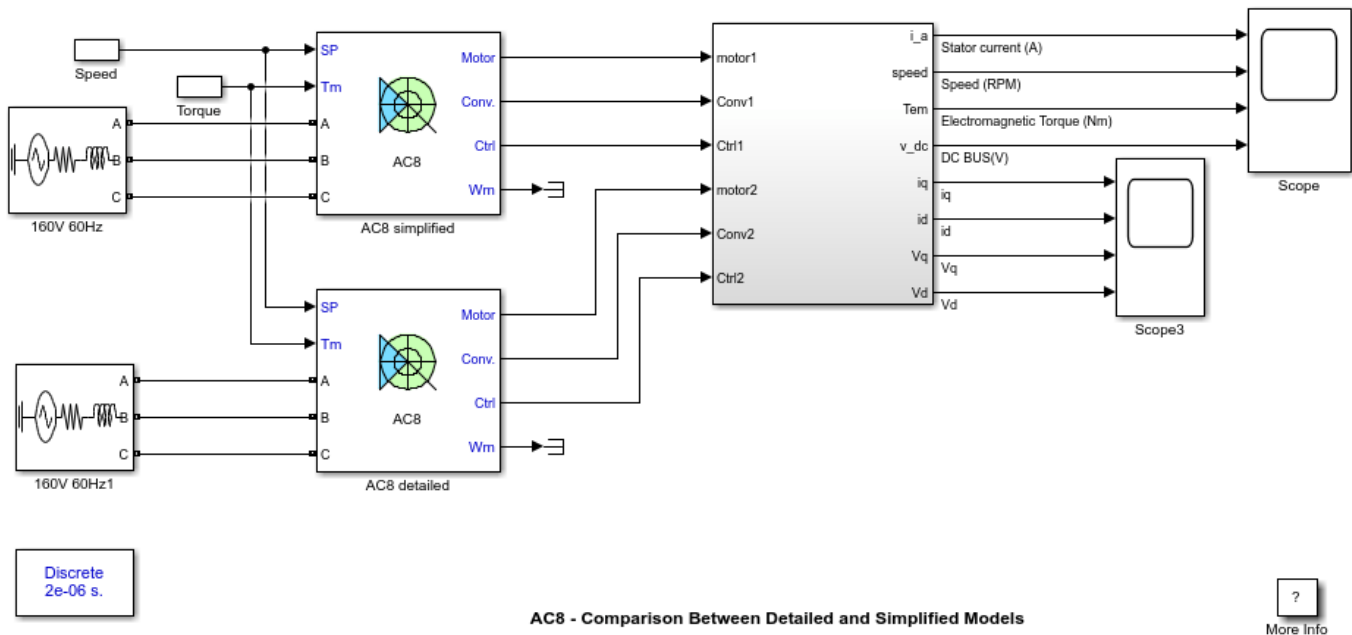 Speed
Torque
A
B
C
160V 60Hz
SP
Tm
A
B
C
AC8
Motor
Conv.
Ctrl
Wm
AC8 simplified
A
B
C
160V 60Hz1
SP
Tm
A
B
C
AC8
Motor
Conv.
Ctrl
Wm
AC8 detailed
motor1
Conv1
Ctrl1
motor2
Conv2
Ctrl2
i_a
speed
Tem
v_dc
iq
id
Vq
Vd
Stator current (A)
Speed (RPM)
Electromagnetic Torque (Nm)
DC BUS(V)
iq
id
Vq
Vd
Scope
Scope3
Discrete
2e-06 s.
AC8 - Comparison Between Detailed and Simplified Models
?
More Info